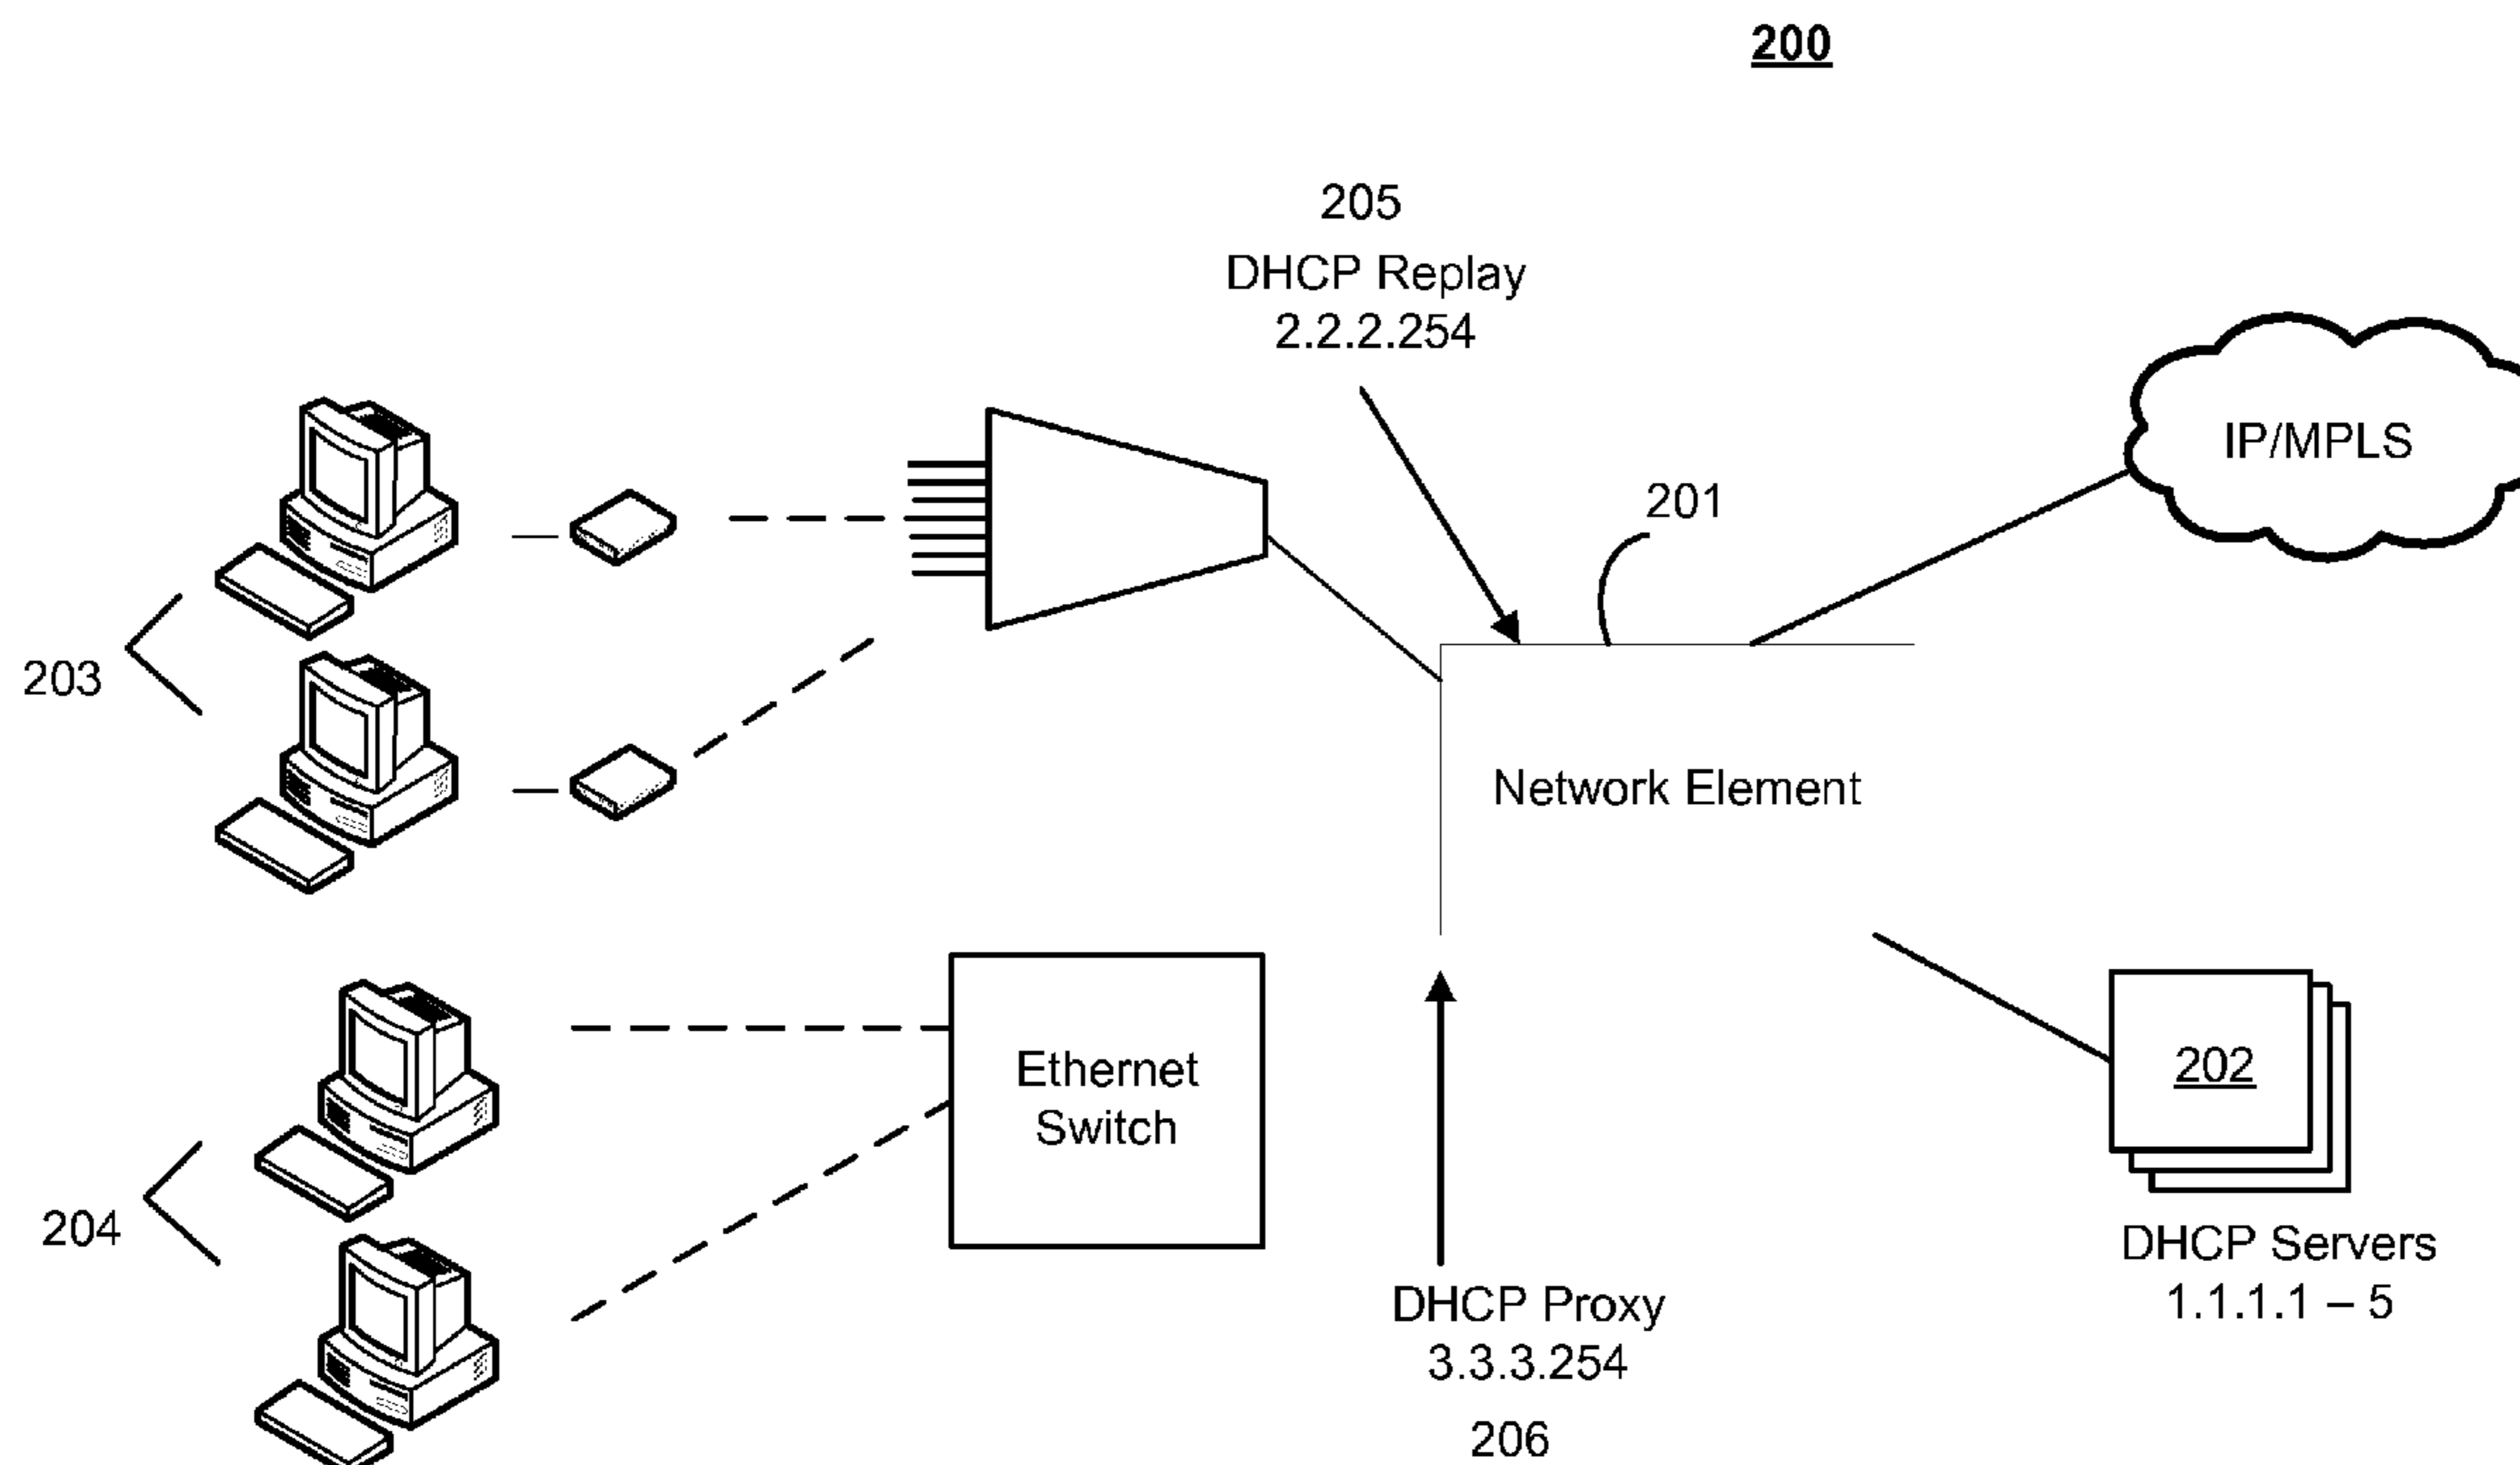 200
205
DHCP Replay
2.2.2.254
IP/MPLS
201
203
Network Element
Ethernet
Switch
202
204
DHCP Servers
1.1.1.1 – 5
DHCP Proxy
3.3.3.254
206